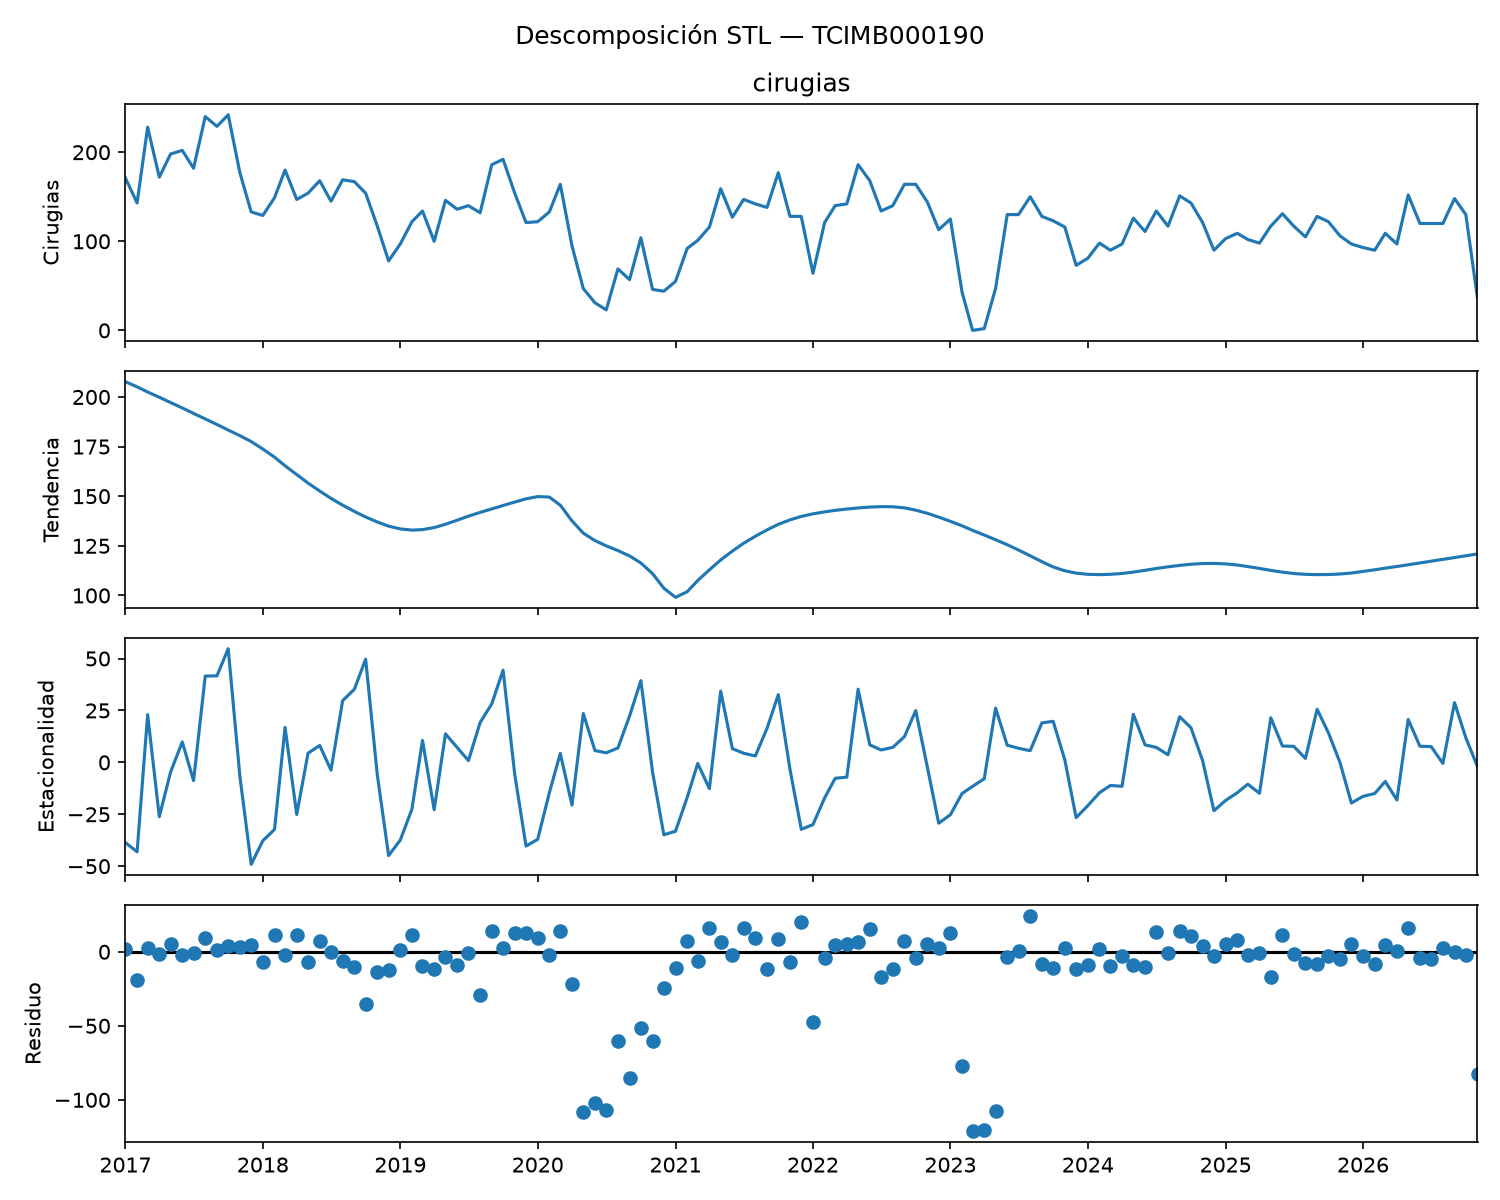 Descomposición STL — TCIMB000190
cirugias
Cirugias
200
100
0
Tendencia
200
175
150
125
100
Estacionalidad
50
25
0
−25
−50
Residuo
0
−50
−100
2017 2018 2019 2020 2021 2022 2023 2024 2025 2026